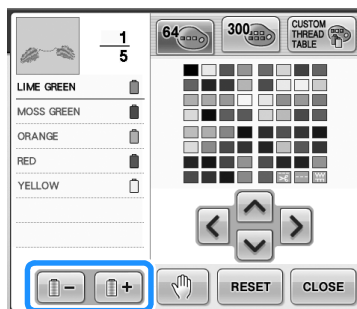 1
5
64
300
CUSTOM
THREAD
TABLE
LIME GREEN
MOSS GREEN
ORANGE
RED
YELLOW
−
+
RESET
CLOSE